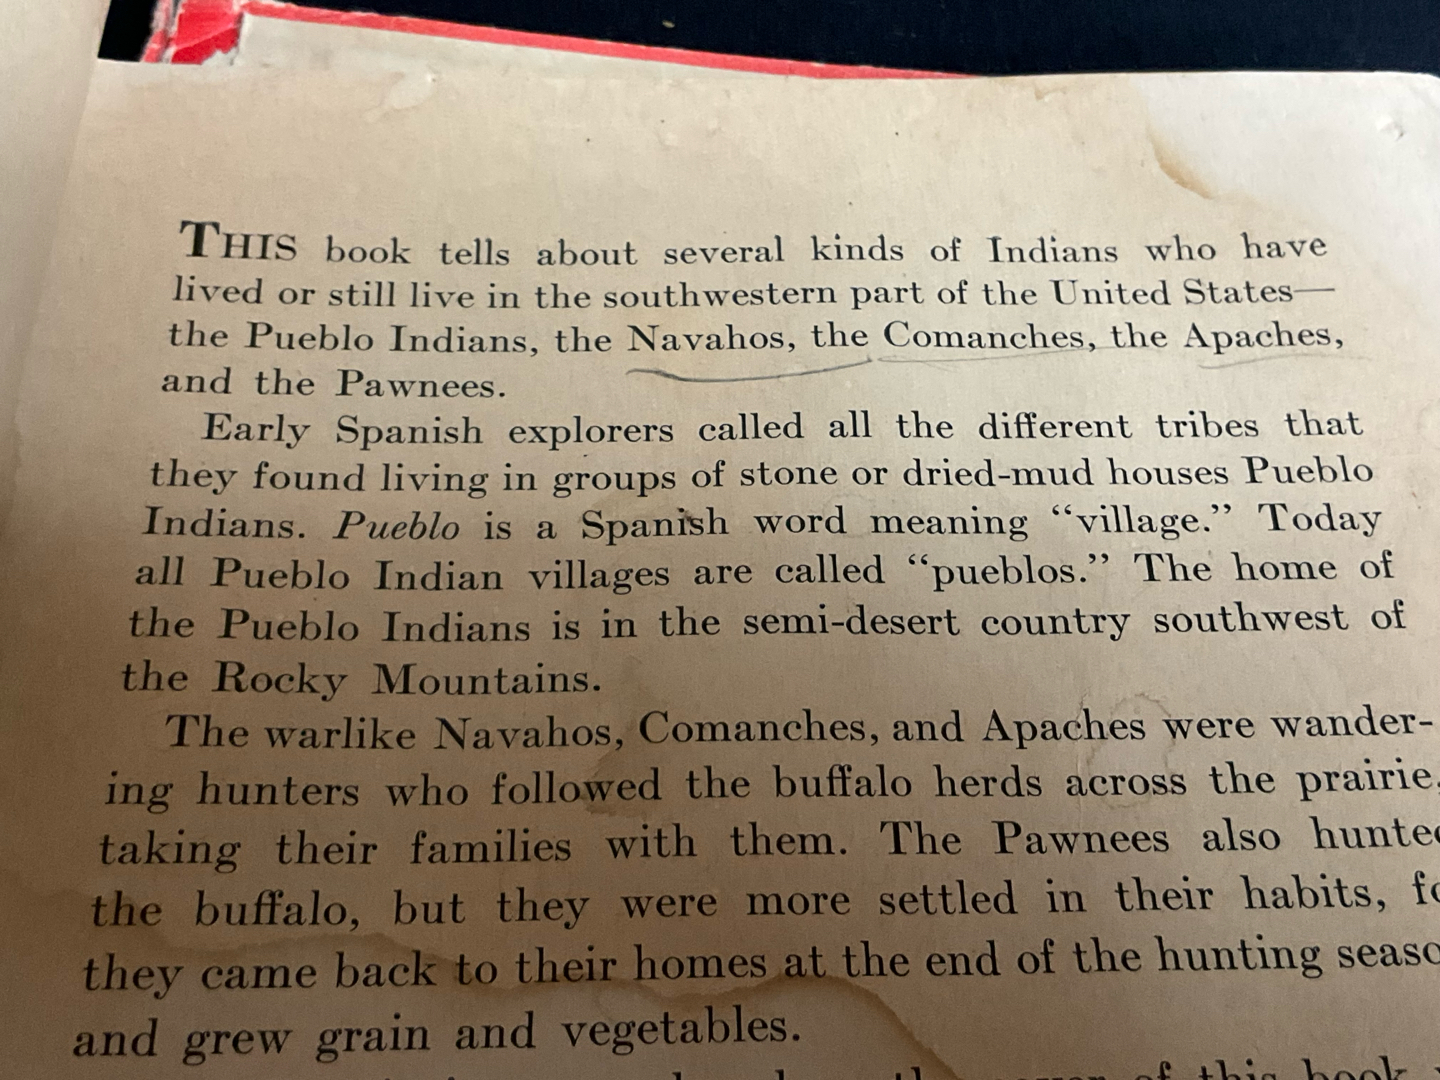 THIS book tells about several kinds of Indians who have
lived or still live in the southwestern part of the United States—
the Pueblo Indians, the Navahos, the Comanches, the Apaches,
and the Pawnees.
Early Spanish explorers called all the different tribes that
they found living in groups of stone or dried-mud houses Pueblo
Indians. Pueblo is a Spanish word meaning “village.” Today
all Pueblo Indian villages are called “pueblos.” The home of
the Pueblo Indians is in the semi-desert country southwest of
the Rocky Mountains.
The warlike Navahos, Comanches, and Apaches were wander-
ing hunters who followed the buffalo herds across the prairie,
taking their families with them. The Pawnees also
the buffalo, but they were more settled in their habits,
they came back to their homes at the end of the hunting
and grew grain and vegetables.
of this book